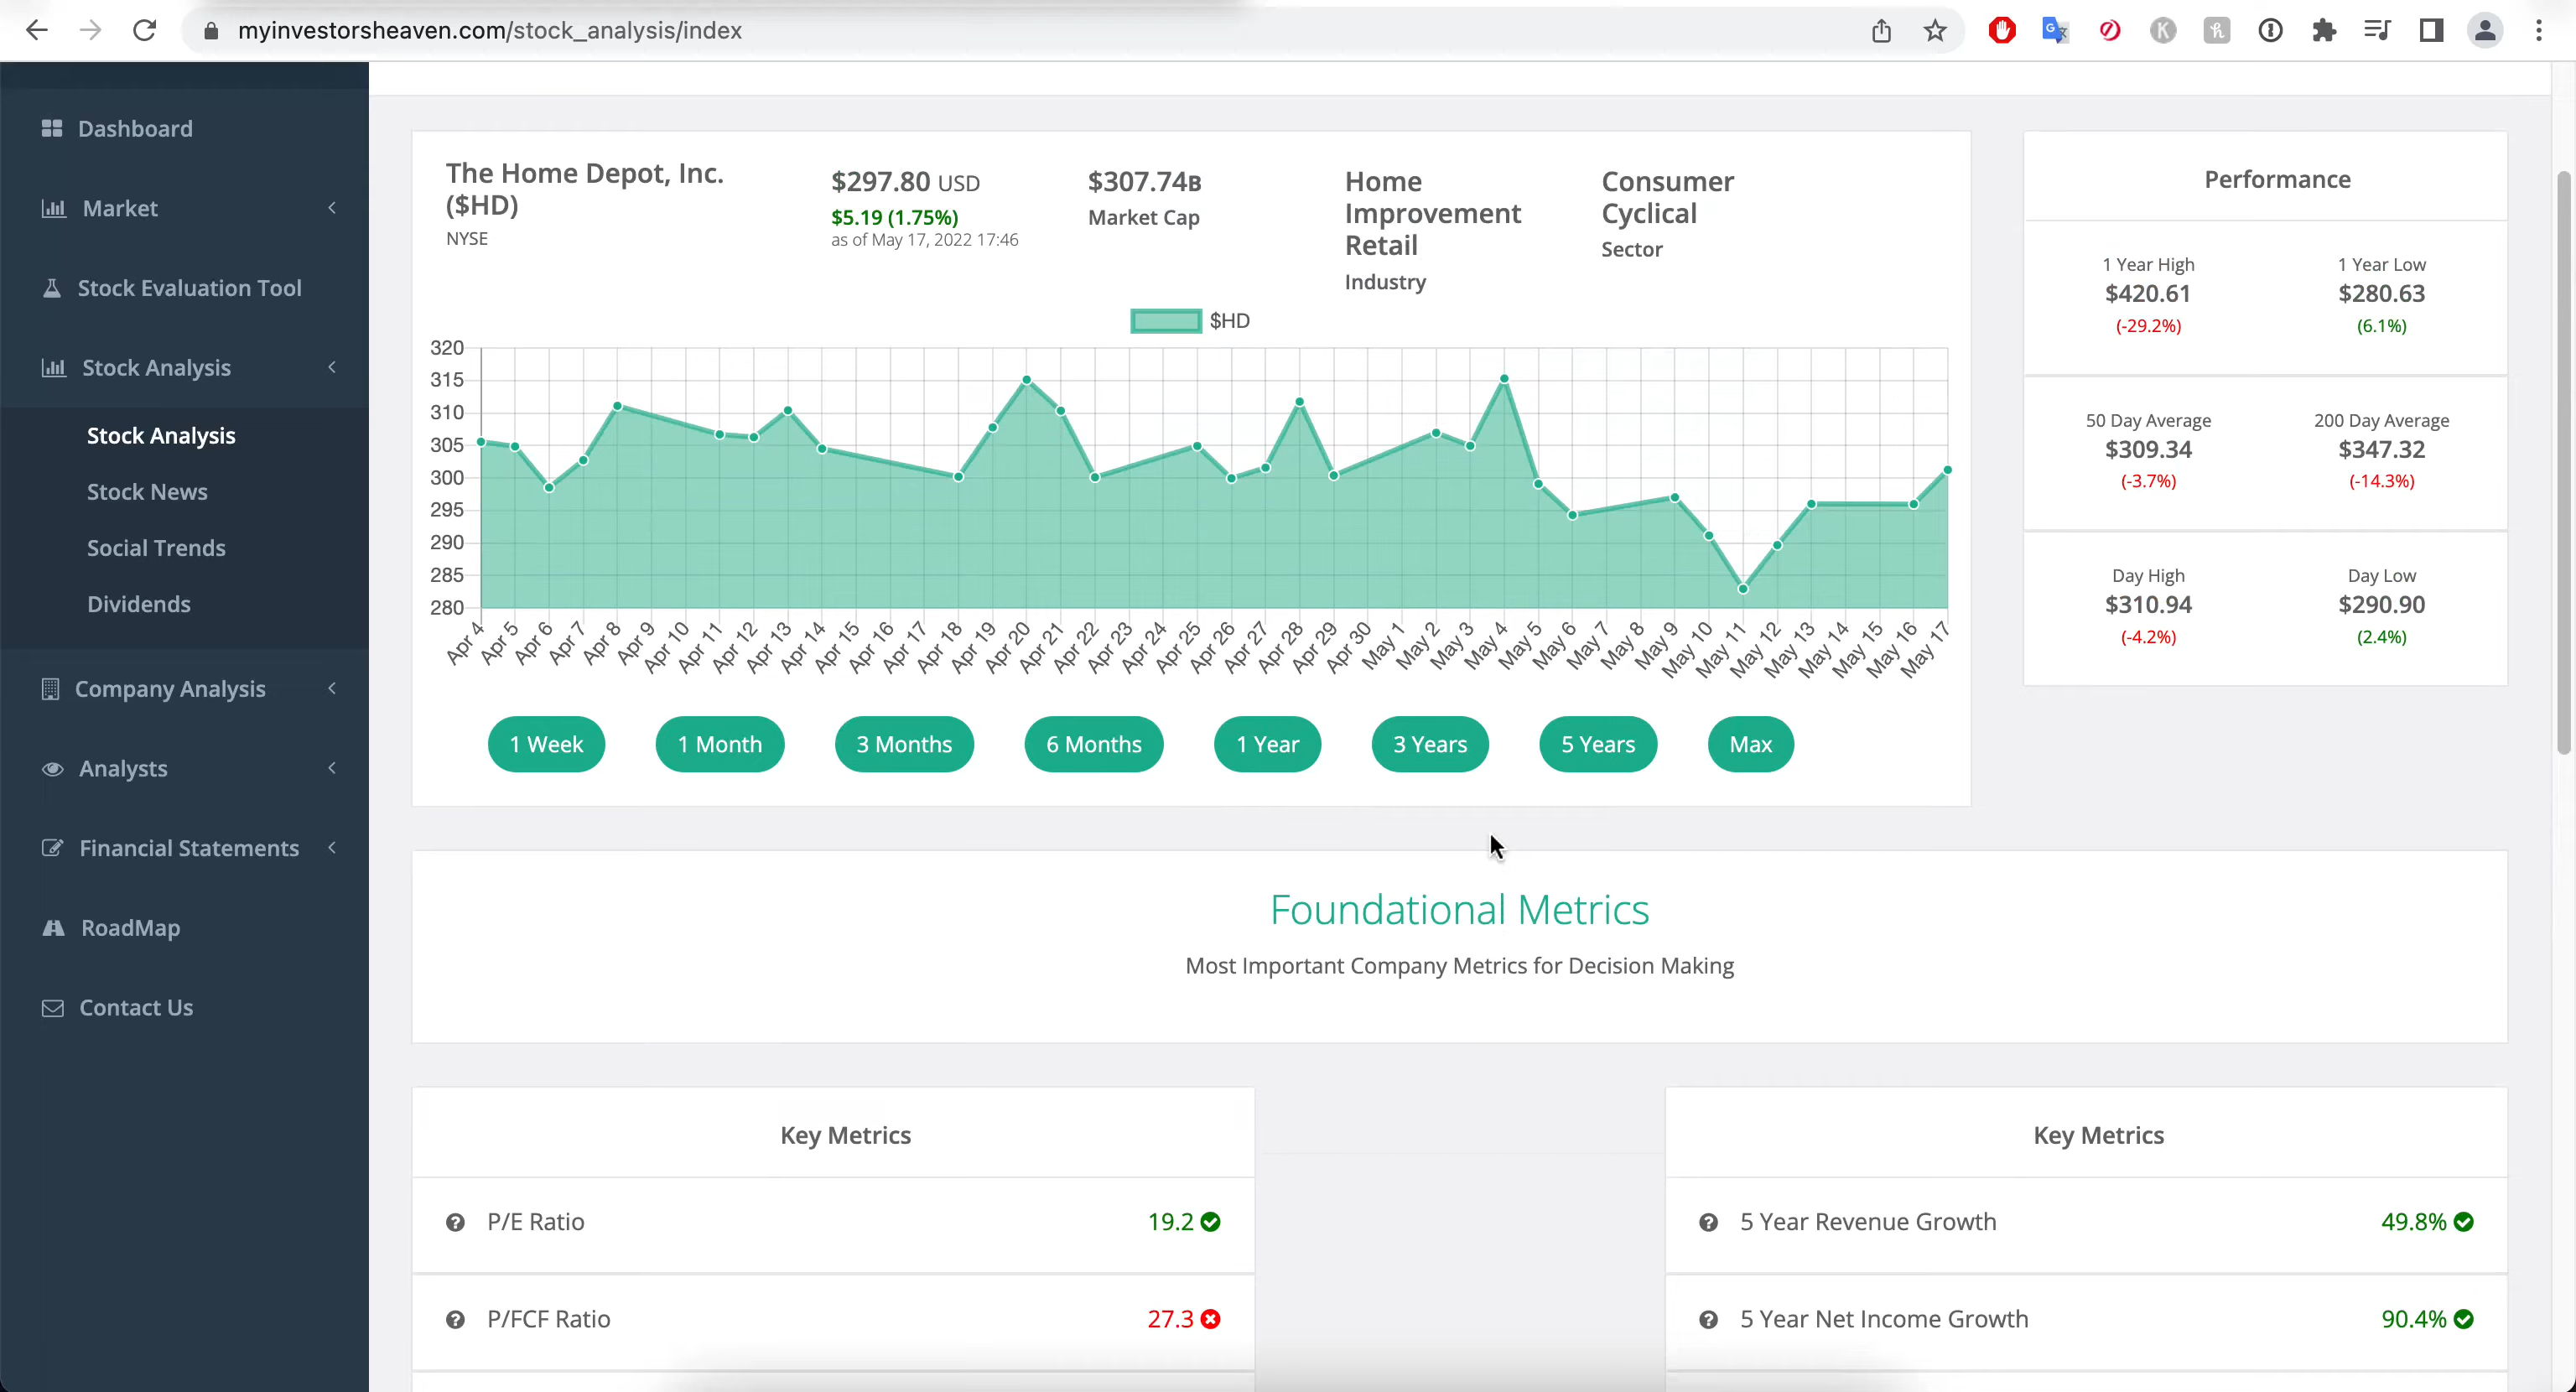 myinvestorsheaven.com/stock_analysis/index
Dashboard
Market
Stock Evaluation Tool
Stock Analysis
Stock Analysis
Stock News
Social Trends
Dividends
Company Analysis
Analysts
Financial Statements
RoadMap
Contact Us
The Home Depot, Inc.
($HD)
NYSE
$297.80 USD
$5.19 (1.75%)
as of May 17, 2022 17:46
$307.74B
Market Cap
Home
Improvement
Retail
Industry
Consumer
Cyclical
Sector
$HD
320
315
310
305
300
295
290
285
280
Apr 4
Apr 5
Apr 6
Apr 7
Apr 8
Apr 9
Apr 10
Apr 11
Apr 12
Apr 13
Apr 14
Apr 15
Apr 16
Apr 17
Apr 18
Apr 19
Apr 20
Apr 21
Apr 22
Apr 23
Apr 24
Apr 25
Apr 26
Apr 27
Apr 28
Apr 29
Apr 30
May 1
May 2
May 3
May 4
May 5
May 6
May 7
May 8
May 9
May 10
May 11
May 12
May 13
May 14
May 15
May 16
May 17
1 Week
1 Month
3 Months
6 Months
1 Year
3 Years
5 Years
Max
Performance
1 Year High
$420.61
(-29.2%)
1 Year Low
$280.63
(6.1%)
50 Day Average
$309.34
(-3.7%)
200 Day Average
$347.32
(-14.3%)
Day High
$310.94
(-4.2%)
Day Low
$290.90
(2.4%)
Foundational Metrics
Most Important Company Metrics for Decision Making
Key Metrics
P/E Ratio 19.2
P/FCF Ratio 27.3
Key Metrics
5 Year Revenue Growth 49.8%
5 Year Net Income Growth 90.4%